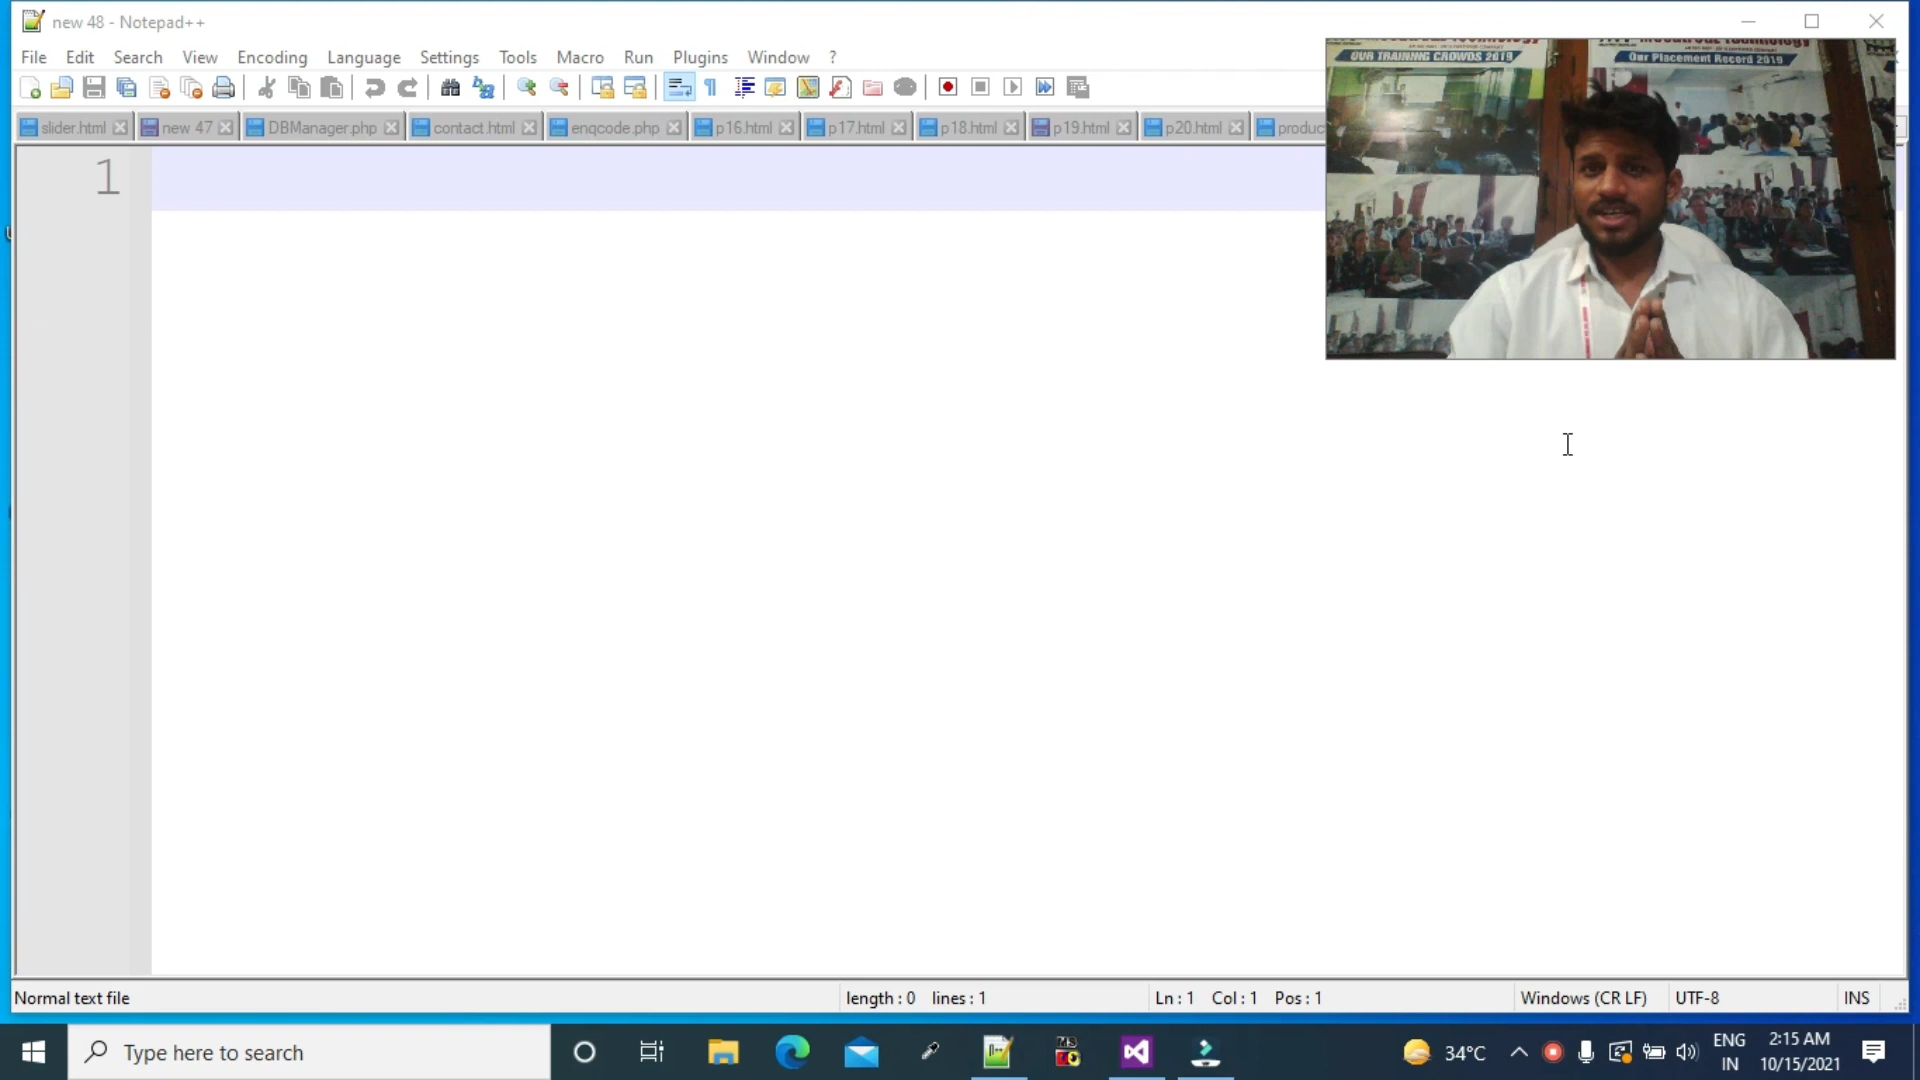 new 48 - Notepad++
File Edit Search View Encoding Language Settings Tools Macro Run Plugins Window ?
slider.html new 47 DBManager.php contact.html enqcode.php p16.html p17.html p18.html p19.html p20.html produc
OUR TRAINING CROWDS 2019
Our Placement Record 2019
1
Normal text file length : 0 lines : 1 Ln : 1 Col : 1 Pos : 1 Windows (CR LF) UTF-8 INS
Type here to search
34°C
ENG
IN
2:15 AM
10/15/2021